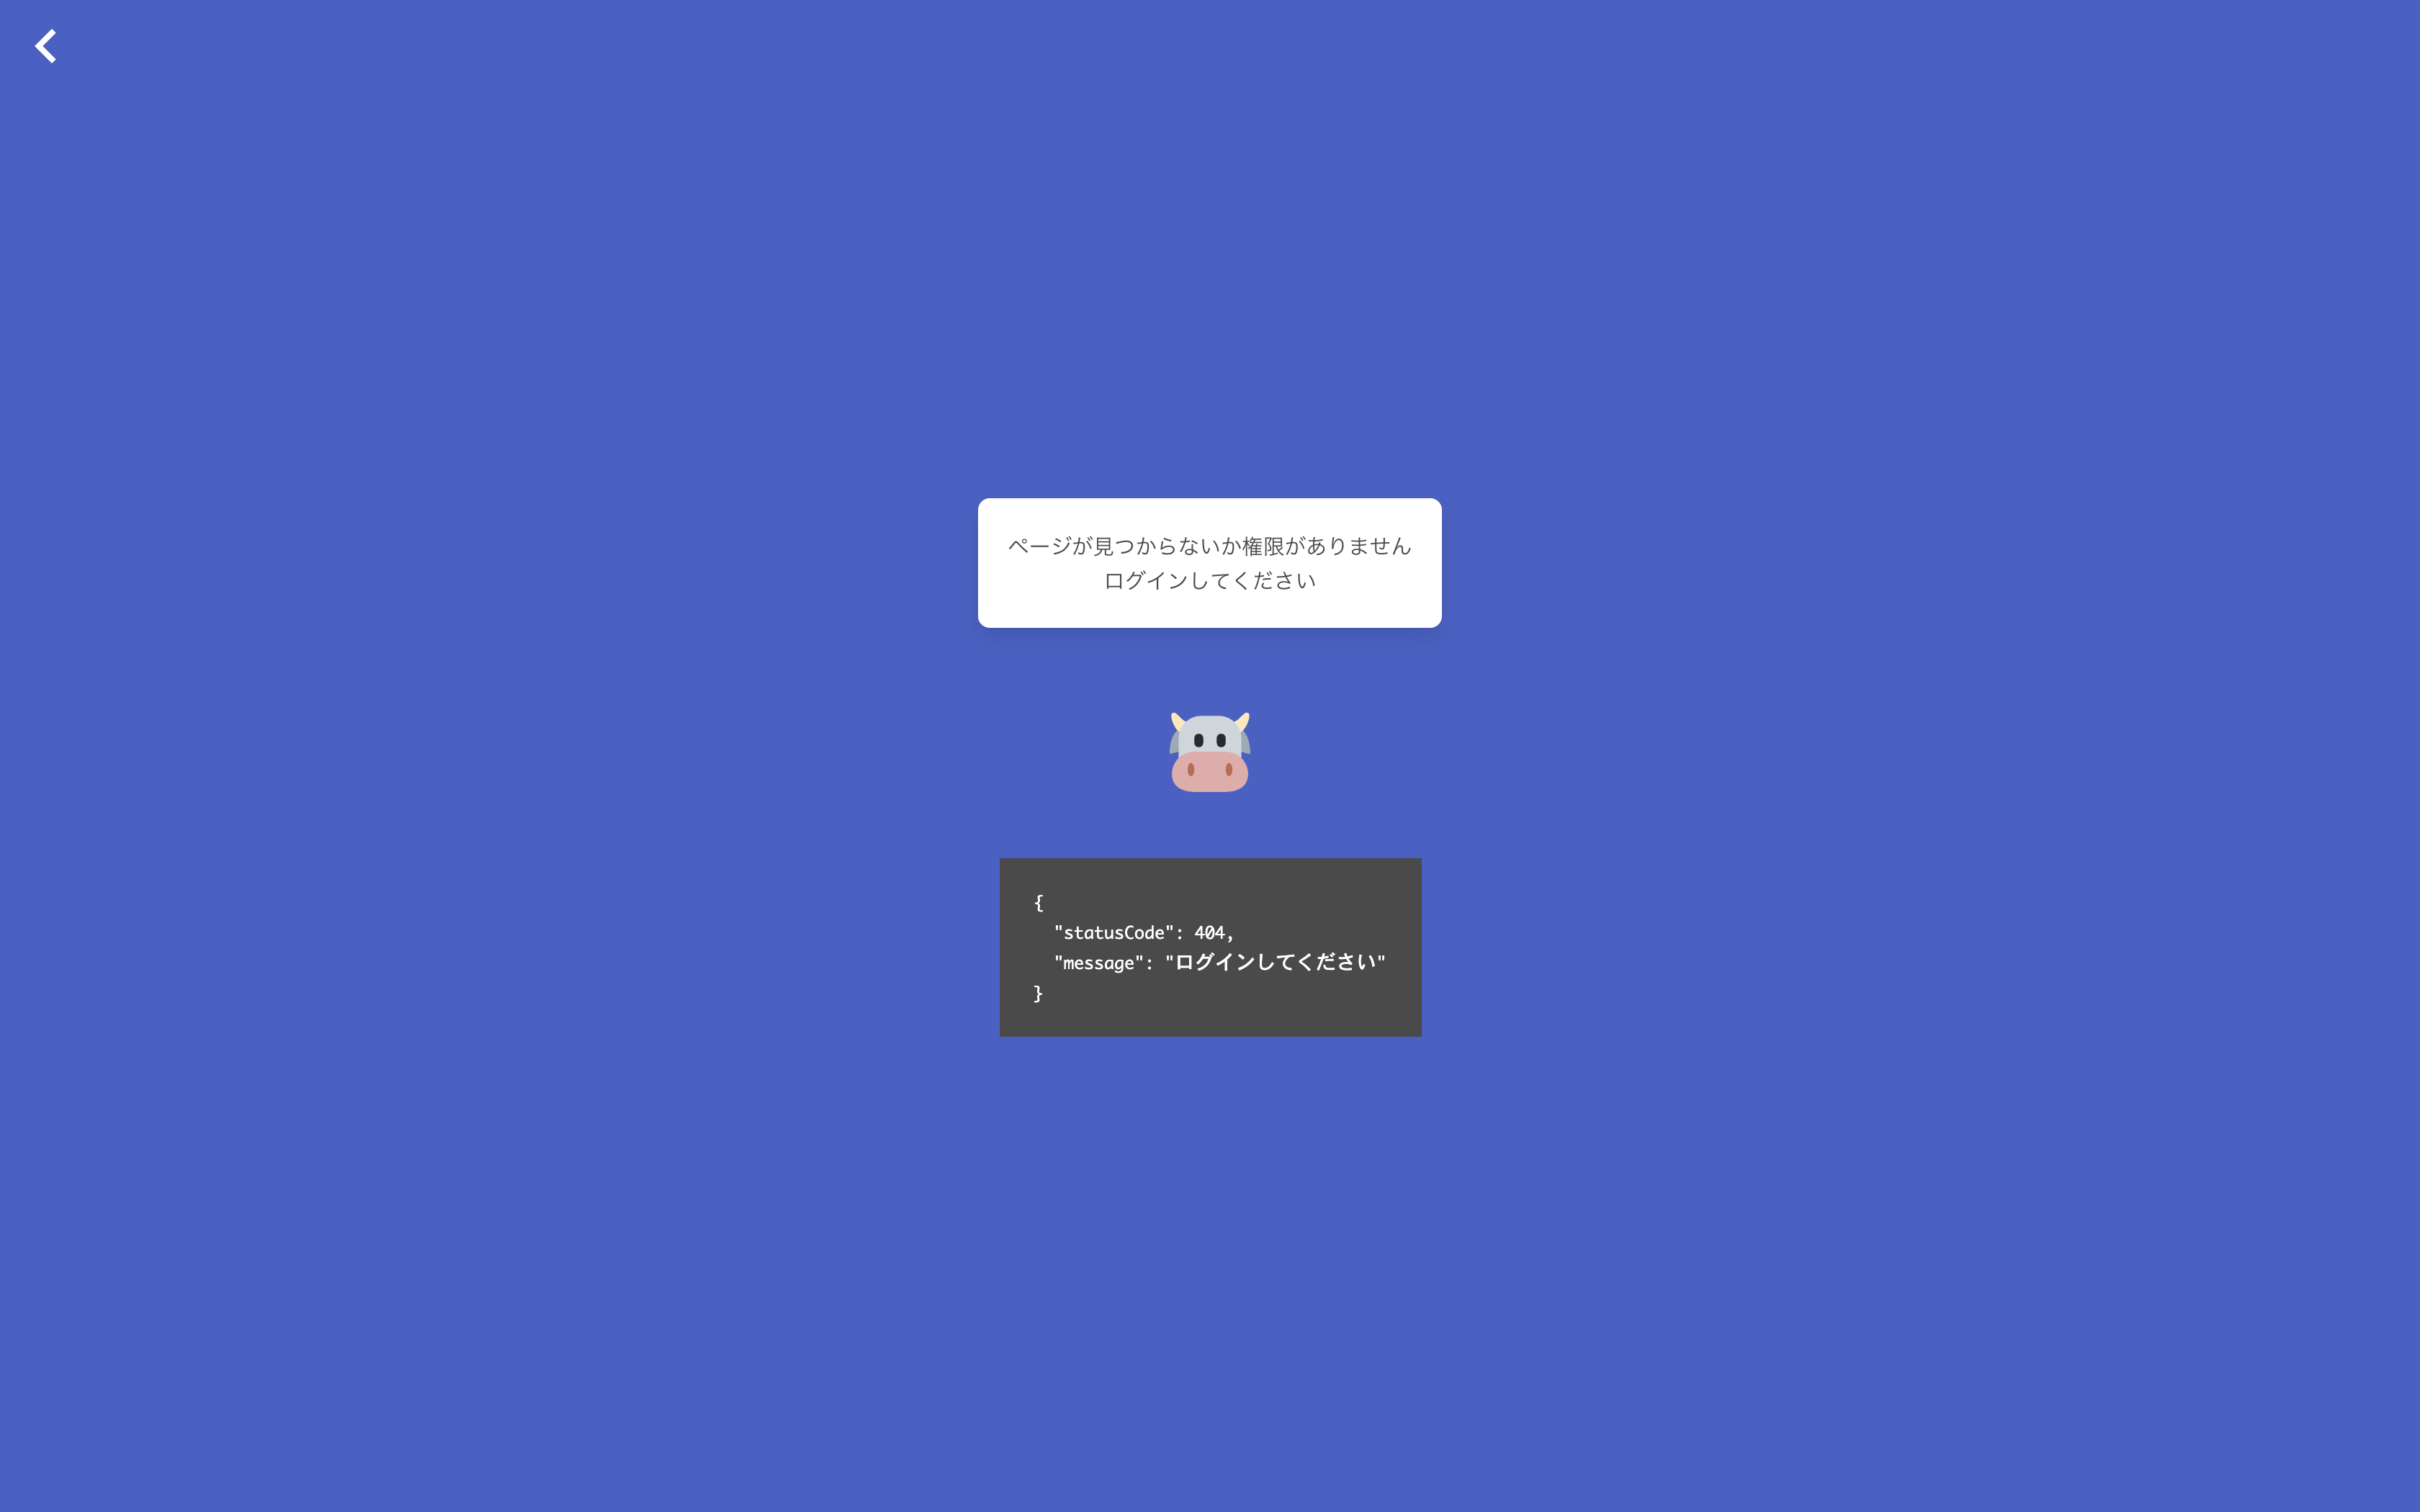 ページが見つからないか権限がありません
ログインしてください
{
  "statusCode": 404,
  "message": "ログインしてください"
}